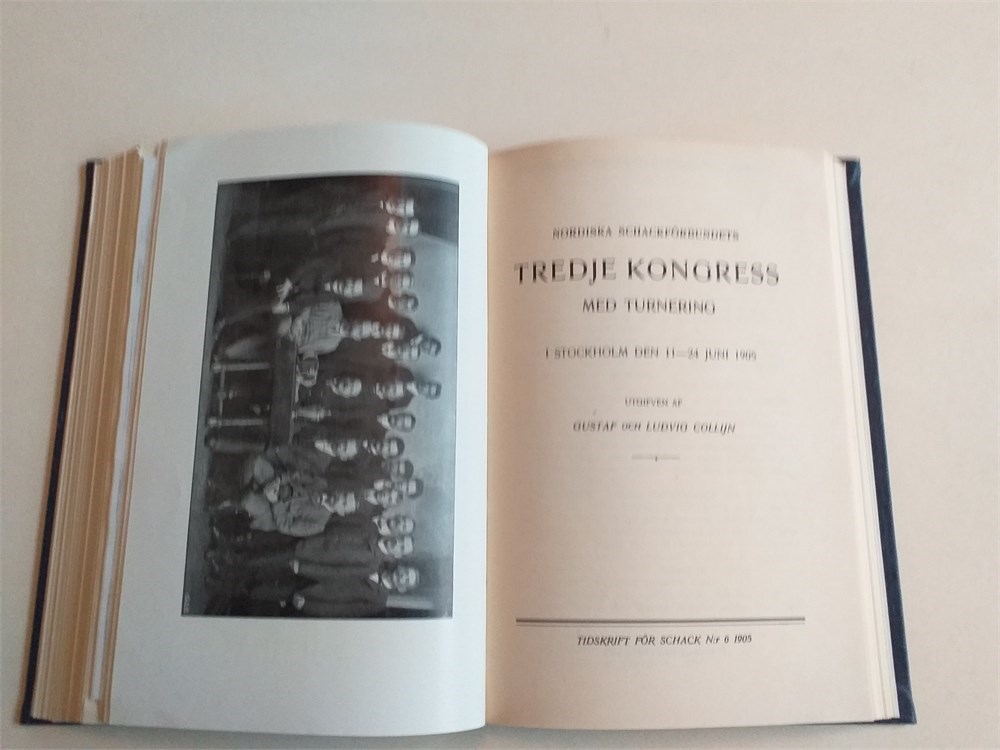 NORDISKA SCHACKFÖRBUNDETS
TREDJE KONGRESS
MED TURNERING
I STOCKHOLM DEN 11—24 JUNI 1905
UTGIFVEN AF
GUSTAF OCH LUDVIG COLLIJN
TIDSKRIFT FÖR SCHACK N:r 6 1905